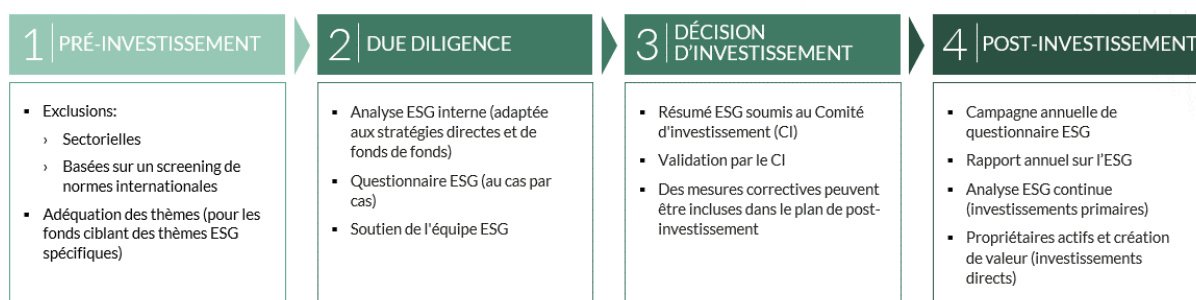 1 PRÉ-INVESTISSEMENT
▪ Exclusions:
› Sectorielles
› Basées sur un screening de
normes internationales
▪ Adéquation des thèmes (pour les
fonds ciblant des thèmes ESG
spécifiques)
2 DUE DILIGENCE
▪ Analyse ESG interne (adaptée
aux stratégies directes et de
fonds de fonds)
▪ Questionnaire ESG (au cas par
cas)
▪ Soutien de l'équipe ESG
3 DÉCISION
D’INVESTISSEMENT
▪ Résumé ESG soumis au Comité
d'investissement (CI)
▪ Validation par le CI
▪ Des mesures correctives peuvent
être incluses dans le plan de post-
investissement
4 POST-INVESTISSEMENT
▪ Campagne annuelle de
questionnaire ESG
▪ Rapport annuel sur l’ESG
▪ Analyse ESG continue
(investissements primaires)
▪ Propriétaires actifs et création
de valeur (investissements
directs)